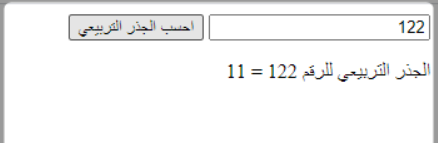 122 احسب الجذر التربيعي
الجذر التربيعي للرقم 122 = 11